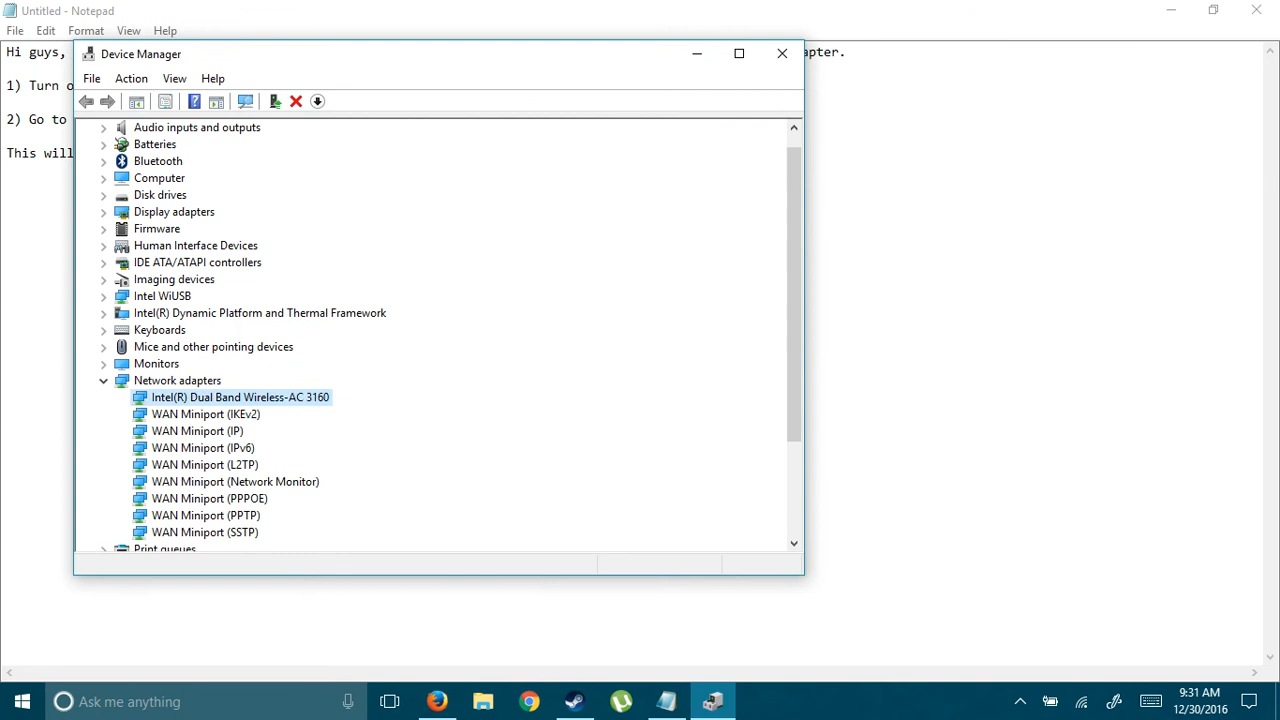 Untitled - Notepad
File Edit Format View Help
Hi guys, apter.
1) Turn o
2) Go to
This will
Device Manager
File Action View Help
Audio inputs and outputs
Batteries
Bluetooth
Computer
Disk drives
Display adapters
Firmware
Human Interface Devices
IDE ATA/ATAPI controllers
Imaging devices
Intel WiUSB
Intel(R) Dynamic Platform and Thermal Framework
Keyboards
Mice and other pointing devices
Monitors
Network adapters
Intel(R) Dual Band Wireless-AC 3160
WAN Miniport (IKEv2)
WAN Miniport (IP)
WAN Miniport (IPv6)
WAN Miniport (L2TP)
WAN Miniport (Network Monitor)
WAN Miniport (PPPOE)
WAN Miniport (PPTP)
WAN Miniport (SSTP)
Print queues
Ask me anything
9:31 AM
12/30/2016